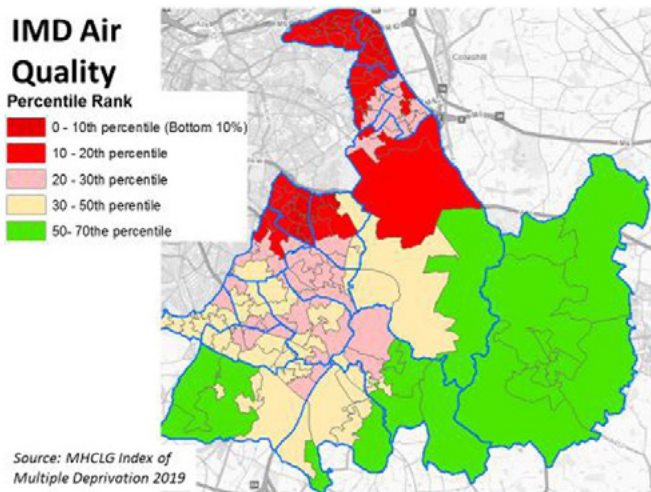 IMD Air
Quality
Percentile Rank
0 - 10th percentile (Bottom 10%)
10 - 20th percentile
20 - 30th percentile
30 - 50th perentile
50- 70the percentile
Coleshill
Source: MHCLG Index of
Multiple Deprivation 2019